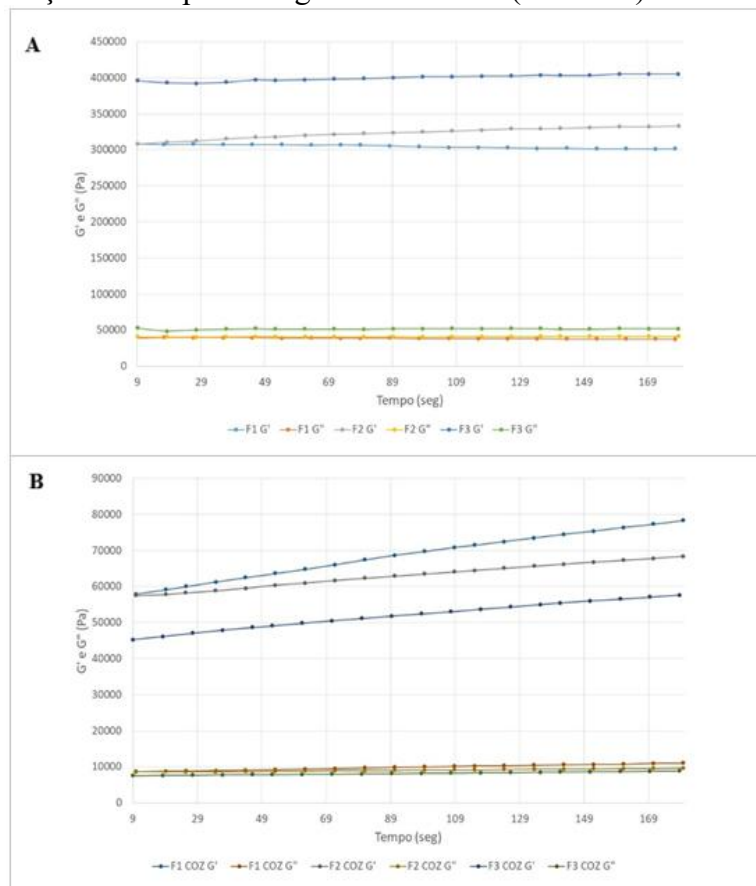 A
450000
400000
350000
300000
250000
200000
150000
100000
50000
0
G' e G" (Pa)
9 29 49 69 89 109 129 149 169
Tempo (seg)
F1 G' F1 G" F2 G' F2 G" F3 G' F3 G"
B
90000
80000
70000
60000
50000
40000
30000
20000
10000
0
G' e G" (Pa)
9 29 49 69 89 109 129 149 169
Tempo (seg)
F1 COZ G' F1 COZ G" F2 COZ G' F2 COZ G" F3 COZ G' F3 COZ G"